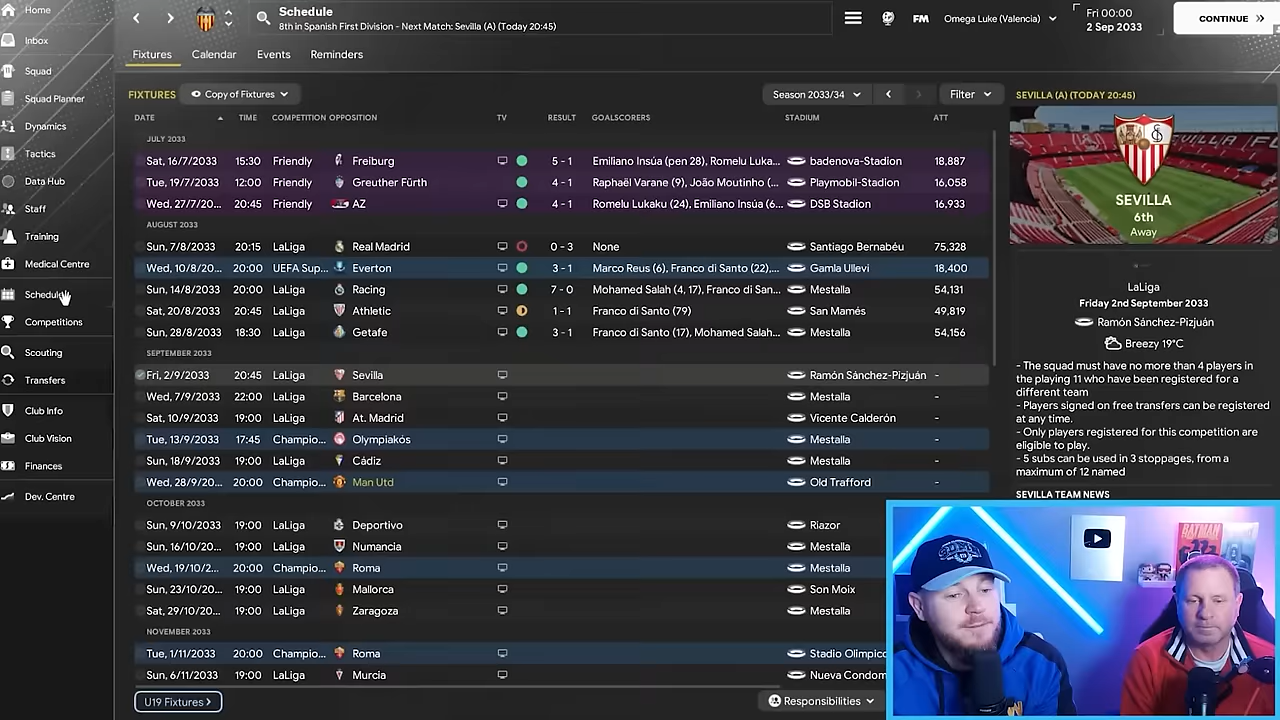 Home
Inbox
Squad
Squad Planner
Dynamics
Tactics
Data Hub
Staff
Training
Medical Centre
Schedule
Competitions
Scouting
Transfers
Club Info
Club Vision
Finances
Dev. Centre
Schedule
8th in Spanish First Division - Next Match: Sevilla (A) (Today 20:45)
FM
Omega Luke (Valencia)
Fri 00:00
2 Sep 2033
CONTINUE
Fixtures Calendar Events Reminders
FIXTURES Copy of Fixtures Season 2033/34 Filter
DATE TIME COMPETITION OPPOSITION TV RESULT GOALSCORERS STADIUM ATT
JULY 2033
Sat, 16/7/2033 15:30 Friendly Freiburg 5 - 1 Emiliano Insúa (pen 28), Romelu Luka... badenova-Stadion 18,887
Tue, 19/7/2033 12:00 Friendly Greuther Fürth 4 - 1 Raphaël Varane (9), João Moutinho (... Playmobil-Stadion 16,058
Wed, 27/7/2033 20:45 Friendly AZ 4 - 1 Romelu Lukaku (24), Emiliano Insúa (6... DSB Stadion 16,933
AUGUST 2033
Sun, 7/8/2033 20:15 LaLiga Real Madrid 0 - 3 None Santiago Bernabéu 75,328
Wed, 10/8/20... 20:00 UEFA Sup... Everton 3 - 1 Marco Reus (6), Franco di Santo (22),... Gamla Ullevi 18,400
Sun, 14/8/2033 20:00 LaLiga Racing 7 - 0 Mohamed Salah (4, 17), Franco di San... Mestalla 54,131
Sat, 20/8/2033 20:45 LaLiga Athletic 1 - 1 Franco di Santo (79) San Mamés 49,819
Sun, 28/8/2033 18:30 LaLiga Getafe 3 - 1 Franco di Santo (17), Mohamed Salah... Mestalla 54,156
SEPTEMBER 2033
Fri, 2/9/2033 20:45 LaLiga Sevilla Ramón Sánchez-Pizjuán -
Wed, 7/9/2033 22:00 LaLiga Barcelona Mestalla -
Sat, 10/9/2033 19:00 LaLiga At. Madrid Vicente Calderón -
Tue, 13/9/2033 17:45 Champio... Olympiakós Mestalla -
Sun, 18/9/2033 19:00 LaLiga Cádiz Mestalla -
Wed, 28/9/20... 20:00 Champio... Man Utd Old Trafford -
OCTOBER 2033
Sun, 9/10/2033 19:00 LaLiga Deportivo Riazor
Sun, 16/10/20... 19:00 LaLiga Numancia Mestalla
Wed, 19/10/2... 20:00 Champio... Roma Mestalla
Sun, 23/10/20... 19:00 LaLiga Mallorca Son Moix
Sat, 29/10/20... 19:00 LaLiga Zaragoza Mestalla
NOVEMBER 2033
Tue, 1/11/2033 20:00 Champio... Roma Stadio Olimpico
Sun, 6/11/2033 19:00 LaLiga Murcia Nueva Condom
U19 Fixtures
Responsibilities
SEVILLA (A) (TODAY 20:45)
SEVILLA
6th
Away
LaLiga
Friday 2nd September 2033
Ramón Sánchez-Pizjuán
Breezy 19°C
- The squad must have no more than 4 players in
the playing 11 who have been registered for a
different team
- Players signed on free transfers can be registered
at any time.
- Only players registered for this competition are
eligible to play.
- 5 subs can be used in 3 stoppages, from a
maximum of 12 named
SEVILLA TEAM NEWS
BATMAN